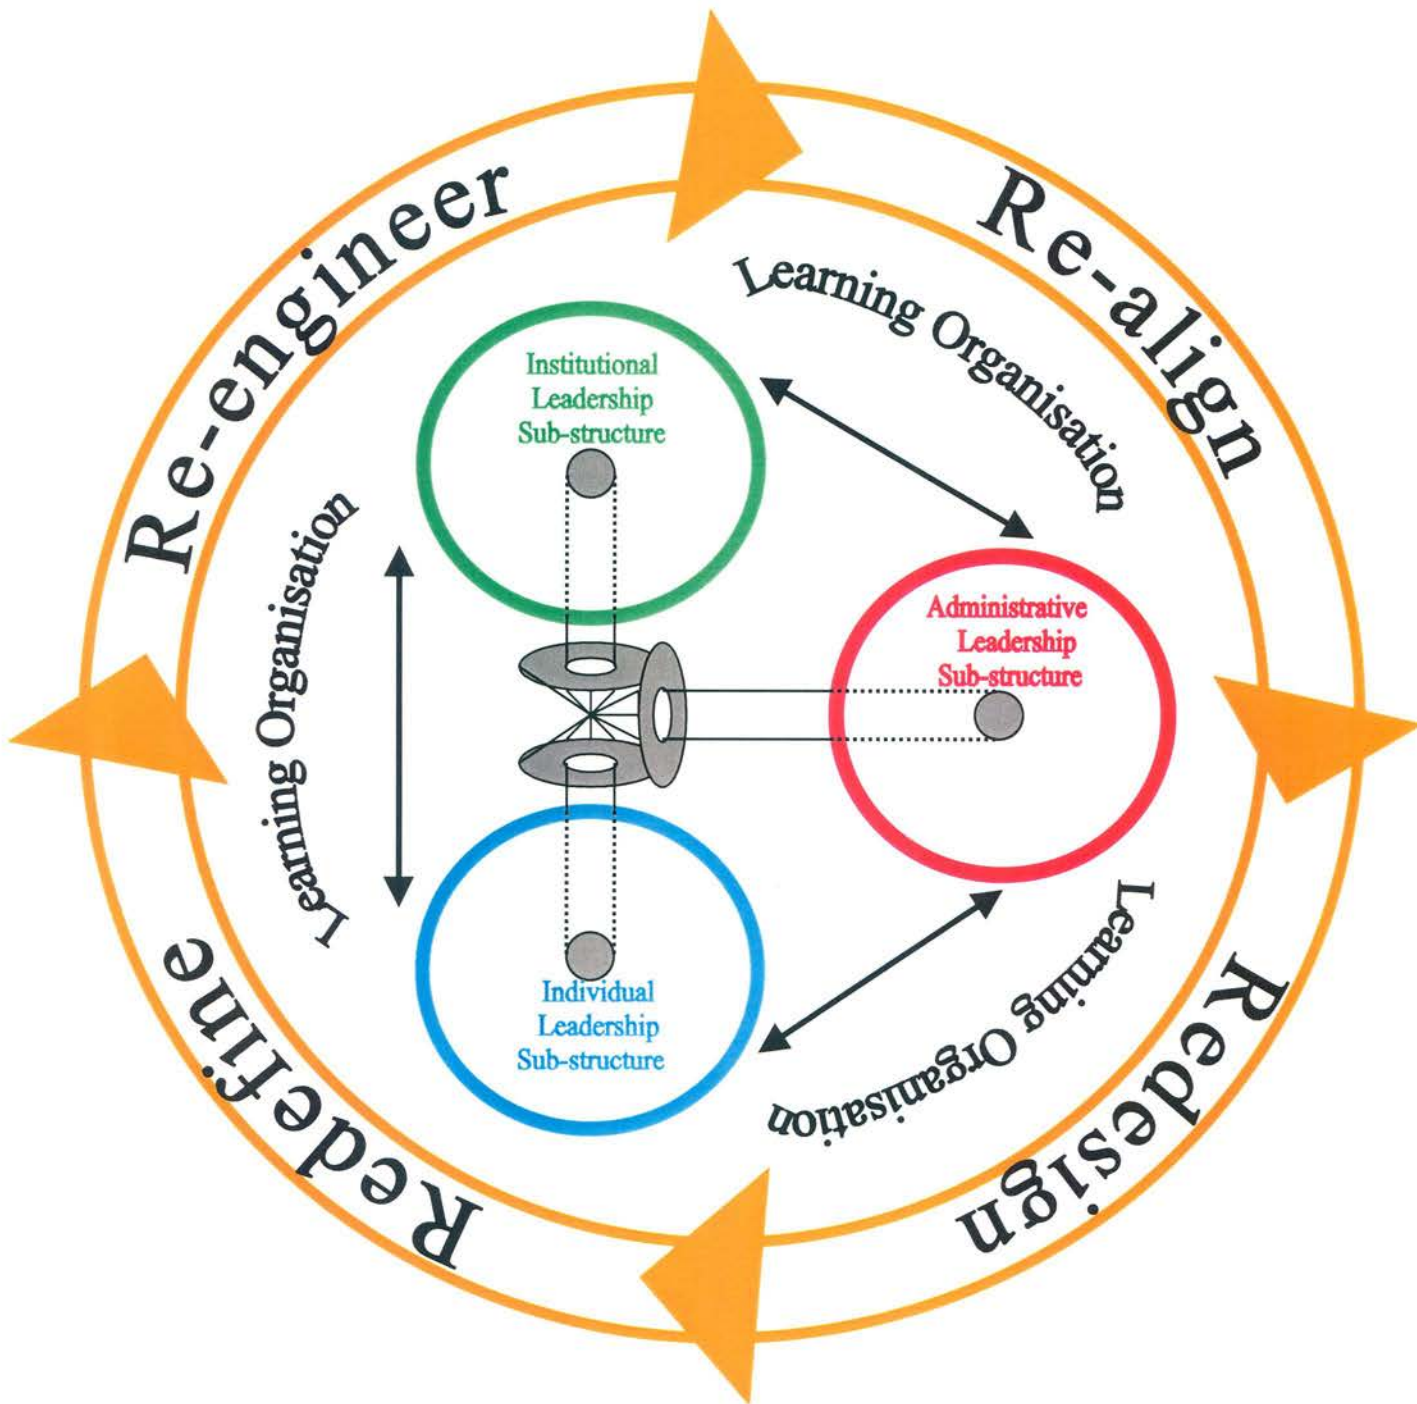 Re-engineer
Re-align
Learning Organisation
Institutional
Leadership
Sub-structure
Learning Organisation
Administrative
Leadership
Sub-structure
Individual
Leadership
Sub-structure
Learning Organisation
Redefine
Redesign